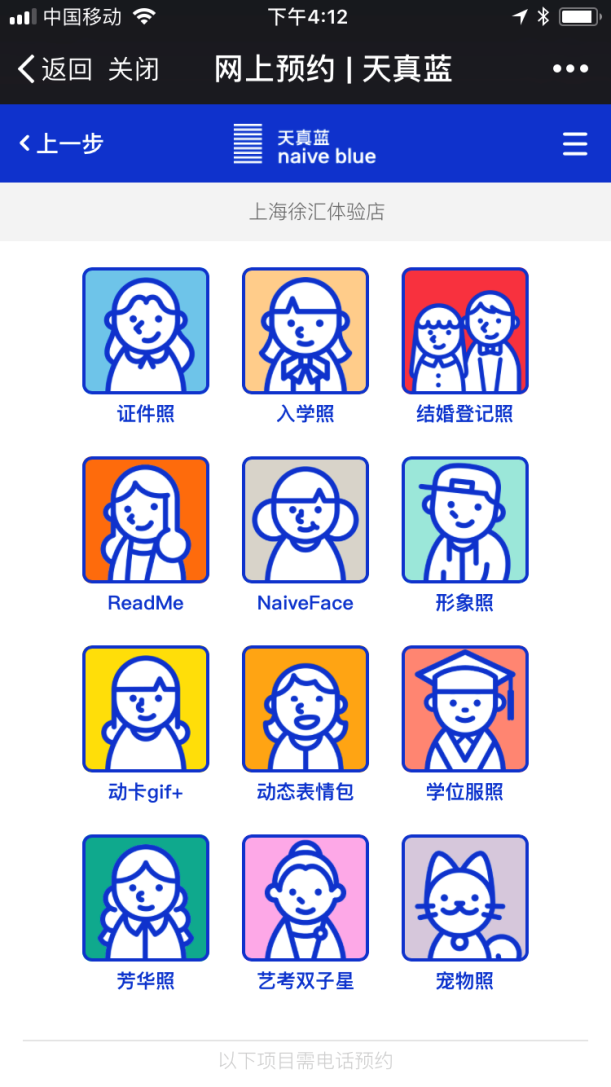 中国移动 下午4:12
返回 关闭 网上预约 | 天真蓝
上一步 天真蓝
naive blue
上海徐汇体验店
证件照 入学照 结婚登记照
ReadMe NaiveFace 形象照
动卡gif+ 动态表情包 学位服照
芳华照 艺考双子星 宠物照
以下项目需电话预约